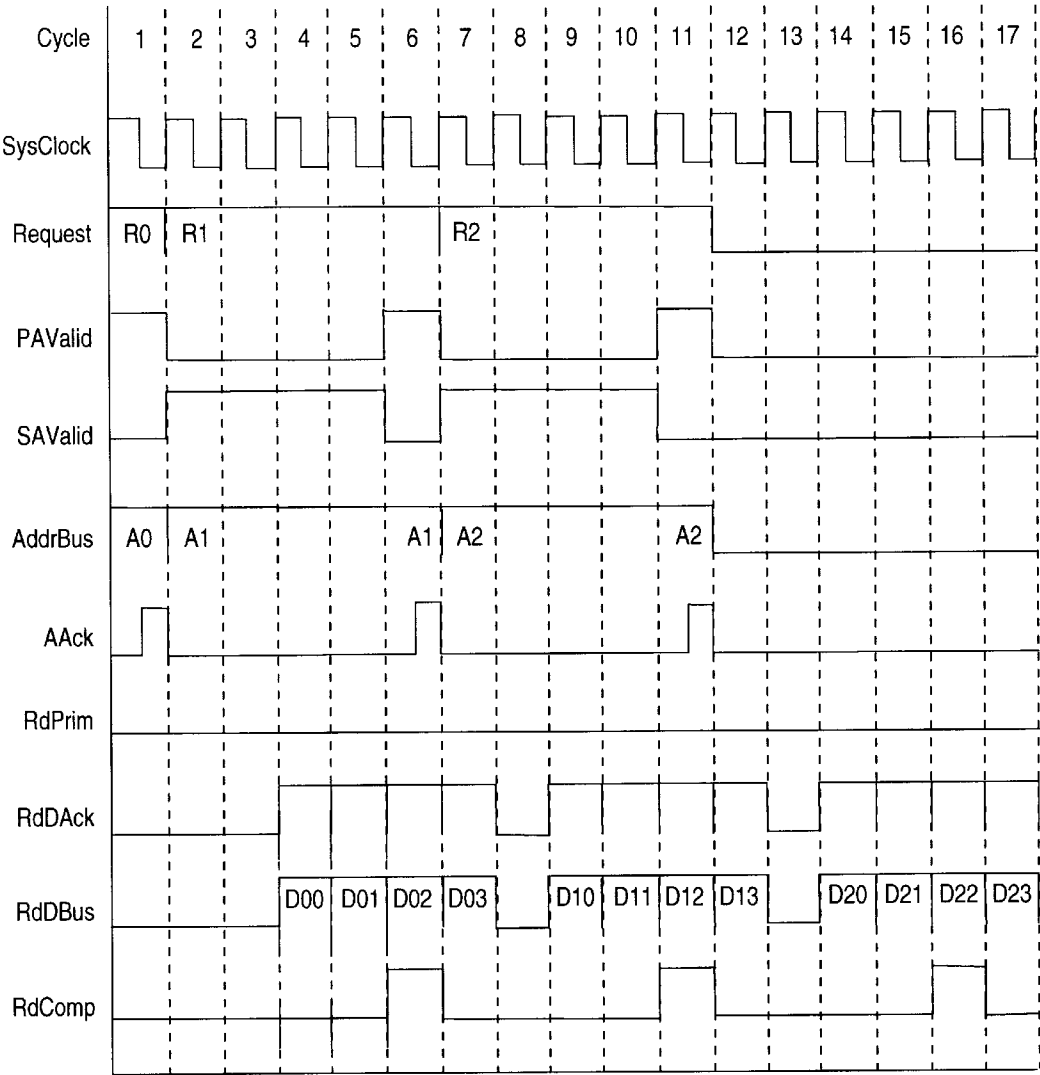 Cycle 1 2 3 4 5 6 7 8 9 10 11 12 13 14 15 16 17
SysClock
Request R0 R1 R2
PAValid
SAValid
AddrBus A0 A1 A1 A2 A2
AAck
RdPrim
RdDAck
RdDBus D00 D01 D02 D03 D10 D11 D12 D13 D20 D21 D22 D23
RdComp